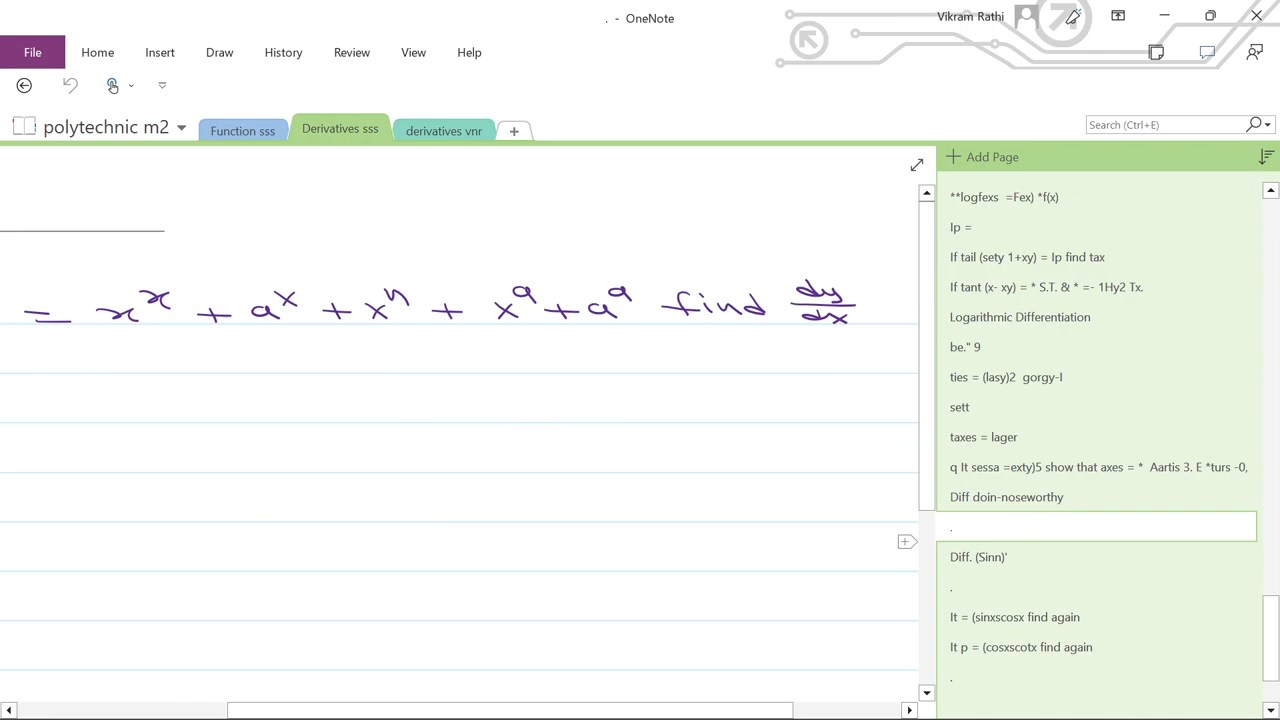 . - OneNote
Vikram Rathi
File Home Insert Draw History Review View Help
polytechnic m2
Function sss
Derivatives sss
derivatives vnr
Search (Ctrl+E)
= x^x + a^x + x^n + x^a + a^a find dy/dx
Add Page
**logfexs =Fex) *f(x)
Ip =
If tail (sety 1+xy) = Ip find tax
If tant (x- xy) = * S.T. & * =- 1Hy2 Tx.
Logarithmic Differentiation
be." 9
ties = (lasy)2 gorgy-I
sett
taxes = lager
q It sessa =exty)5 show that axes = * Aartis 3. E *turs -0,
Diff doin-noseworthy
.
Diff. (Sinn)'
.
It = (sinxscosx find again
It p = (cosxscotx find again
.